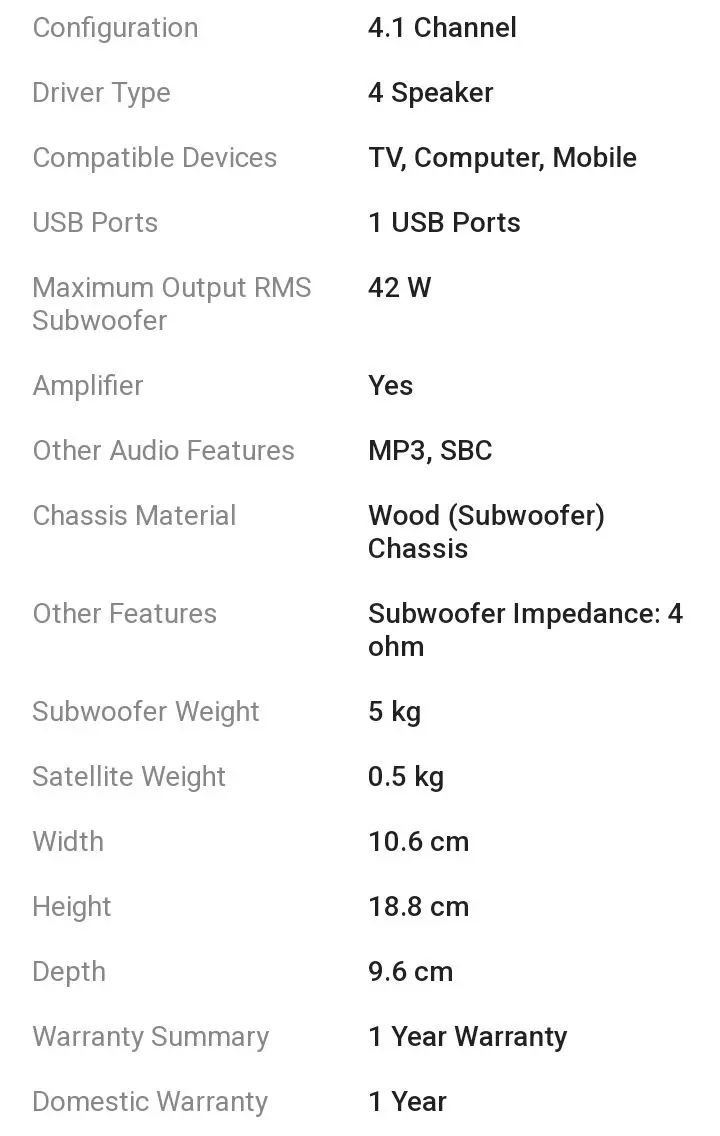 Configuration 4.1 Channel
Driver Type 4 Speaker
Compatible Devices TV, Computer, Mobile
USB Ports 1 USB Ports
Maximum Output RMS 42 W
Subwoofer
Amplifier Yes
Other Audio Features MP3, SBC
Chassis Material Wood (Subwoofer)
Chassis
Other Features Subwoofer Impedance: 4
ohm
Subwoofer Weight 5 kg
Satellite Weight 0.5 kg
Width 10.6 cm
Height 18.8 cm
Depth 9.6 cm
Warranty Summary 1 Year Warranty
Domestic Warranty 1 Year